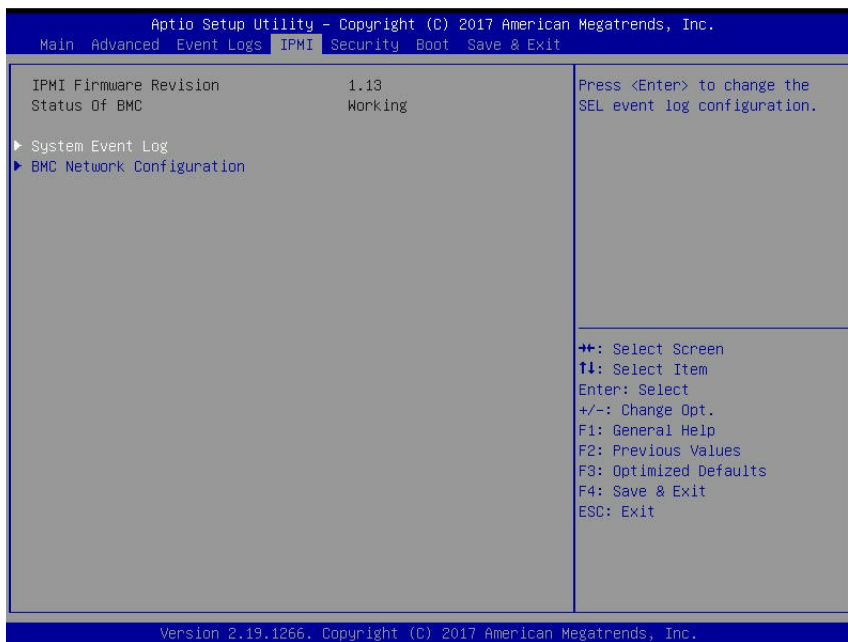 Aptio Setup Utility – Copyright (C) 2017 American Megatrends, Inc.
Main Advanced Event Logs IPMI Security Boot Save & Exit
IPMI Firmware Revision 1.13
Status Of BMC Working
▶ System Event Log
▶ BMC Network Configuration
Press <Enter> to change the
SEL event log configuration.
→←: Select Screen
↑↓: Select Item
Enter: Select
+/-: Change Opt.
F1: General Help
F2: Previous Values
F3: Optimized Defaults
F4: Save & Exit
ESC: Exit
Version 2.19.1266. Copyright (C) 2017 American Megatrends, Inc.